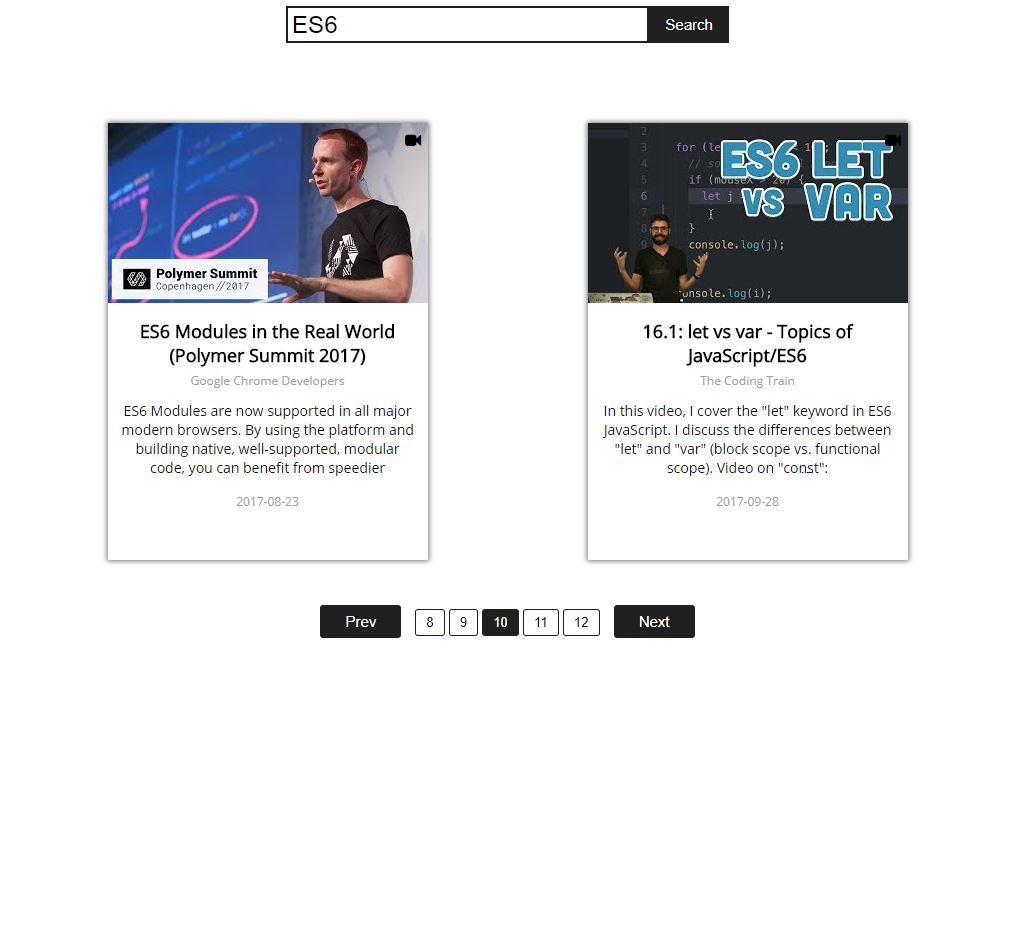 ES6
Search
Polymer Summit
Copenhagen//2017
ES6 Modules in the Real World
(Polymer Summit 2017)
Google Chrome Developers
ES6 Modules are now supported in all major
modern browsers. By using the platform and
building native, well-supported, modular
code, you can benefit from speedier
2017-08-23
2
3
for (le
4
//
5
if (mouseX > 20) {
6
let j
7
}
8
9
console.log(j);
console.log(i);
ES6 LET
VS VAR
16.1: let vs var - Topics of
JavaScript/ES6
The Coding Train
In this video, I cover the "let" keyword in ES6
JavaScript. I discuss the differences between
"let" and "var" (block scope vs. functional
scope). Video on "const":
2017-09-28
Prev 8 9 10 11 12 Next